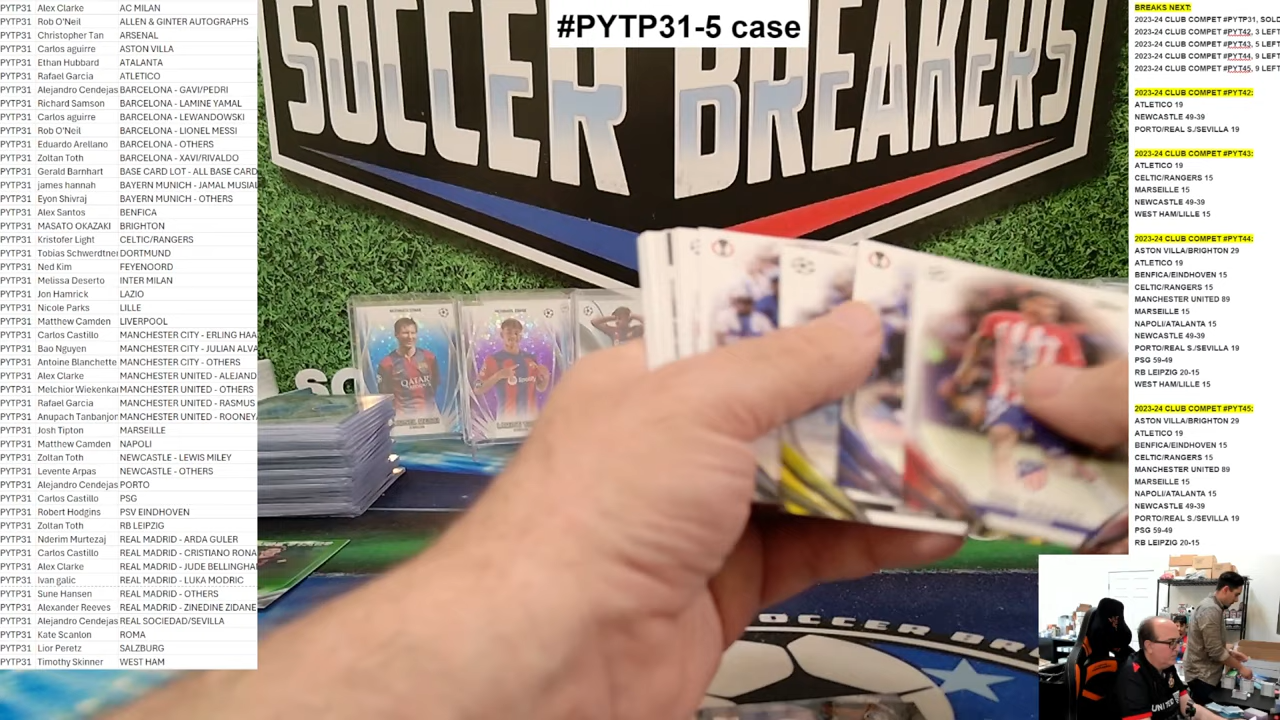 #PYTP31-5 case
SOCCER BREAKERS
PYTP31 Alex Clarke AC MILAN
PYTP31 Rob O'Neil ALLEN & GINTER AUTOGRAPHS
PYTP31 Christopher Tan ARSENAL
PYTP31 Carlos aguirre ASTON VILLA
PYTP31 Ethan Hubbard ATALANTA
PYTP31 Rafael Garcia ATLETICO
PYTP31 Alejandro Cendejas BARCELONA - GAVI/PEDRI
PYTP31 Richard Samson BARCELONA - LAMINE YAMAL
PYTP31 Carlos aguirre BARCELONA - LEWANDOWSKI
PYTP31 Rob O'Neil BARCELONA - LIONEL MESSI
PYTP31 Eduardo Arellano BARCELONA - OTHERS
PYTP31 Zoltan Toth BARCELONA - XAVI/RIVALDO
PYTP31 Gerald Barnhart BASE CARD LOT - ALL BASE CARD
PYTP31 james hannah BAYERN MUNICH - JAMAL MUSIAL
PYTP31 Eyon Shivraj BAYERN MUNICH - OTHERS
PYTP31 Alex Santos BENFICA
PYTP31 MASATO OKAZAKI BRIGHTON
PYTP31 Kristofer Light CELTIC/RANGERS
PYTP31 Tobias Schwerdtner DORTMUND
PYTP31 Ned Kim FEYENOORD
PYTP31 Melissa Deserto INTER MILAN
PYTP31 Jon Hamrick LAZIO
PYTP31 Nicole Parks LILLE
PYTP31 Matthew Camden LIVERPOOL
PYTP31 Carlos Castillo MANCHESTER CITY - ERLING HAA
PYTP31 Bao Nguyen MANCHESTER CITY - JULIAN ALVA
PYTP31 Antoine Blanchette MANCHESTER CITY - OTHERS
PYTP31 Alex Clarke MANCHESTER UNITED - ALEJAND
PYTP31 Melchior Wiekenkar MANCHESTER UNITED - OTHERS
PYTP31 Rafael Garcia MANCHESTER UNITED - RASMUS
PYTP31 Anupach Tanbanjor MANCHESTER UNITED - ROONEY
PYTP31 Josh Tipton MARSEILLE
PYTP31 Matthew Camden NAPOLI
PYTP31 Zoltan Toth NEWCASTLE - LEWIS MILEY
PYTP31 Levente Arpas NEWCASTLE - OTHERS
PYTP31 Alejandro Cendejas PORTO
PYTP31 Carlos Castillo PSG
PYTP31 Robert Hodgins PSV EINDHOVEN
PYTP31 Zoltan Toth RB LEIPZIG
PYTP31 Nderim Murtezaj REAL MADRID - ARDA GULER
PYTP31 Carlos Castillo REAL MADRID - CRISTIANO RONA
PYTP31 Alex Clarke REAL MADRID - JUDE BELLINGHA
PYTP31 Ivan galic REAL MADRID - LUKA MODRIC
PYTP31 Sune Hansen REAL MADRID - OTHERS
PYTP31 Alexander Reeves REAL MADRID - ZINEDINE ZIDANE
PYTP31 Alejandro Cendejas REAL SOCIEDAD/SEVILLA
PYTP31 Kate Scanlon ROMA
PYTP31 Lior Peretz SALZBURG
PYTP31 Timothy Skinner WEST HAM
BREAKS NEXT:
2023-24 CLUB COMPET #PYTP31, SOLD
2023-24 CLUB COMPET #PYT42, 3 LEFT
2023-24 CLUB COMPET #PYT43, 5 LEFT
2023-24 CLUB COMPET #PYT44, 9 LEFT
2023-24 CLUB COMPET #PYT45, 9 LEFT
2023-24 CLUB COMPET #PYT42:
ATLETICO 19
NEWCASTLE 49-39
PORTO/REAL S./SEVILLA 19
2023-24 CLUB COMPET #PYT43:
ATLETICO 19
CELTIC/RANGERS 15
MARSEILLE 15
NEWCASTLE 49-39
WEST HAM/LILLE 15
2023-24 CLUB COMPET #PYT44:
ASTON VILLA/BRIGHTON 29
ATLETICO 19
BENFICA/EINDHOVEN 15
CELTIC/RANGERS 15
MANCHESTER UNITED 89
MARSEILLE 15
NAPOLI/ATALANTA 15
NEWCASTLE 49-39
PORTO/REAL S./SEVILLA 19
PSG 59-49
RB LEIPZIG 20-15
WEST HAM/LILLE 15
2023-24 CLUB COMPET #PYT45:
ASTON VILLA/BRIGHTON 29
ATLETICO 19
BENFICA/EINDHOVEN 15
CELTIC/RANGERS 15
MANCHESTER UNITED 89
MARSEILLE 15
NAPOLI/ATALANTA 15
NEWCASTLE 49-39
PORTO/REAL S./SEVILLA 19
PSG 59-49
RB LEIPZIG 20-15